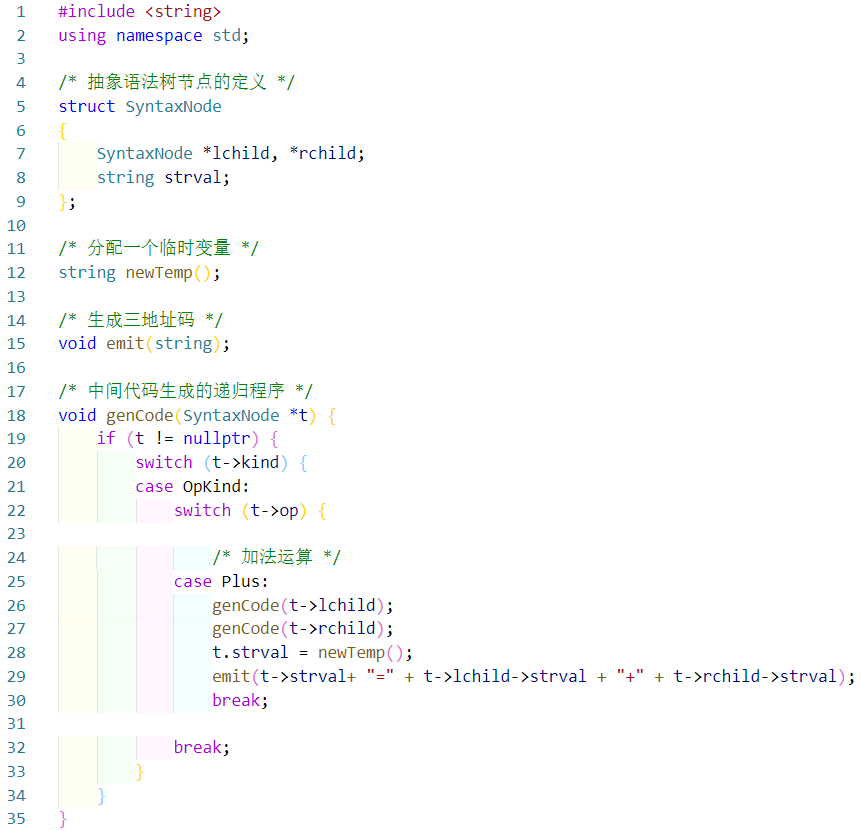 1 #include <string>
2 using namespace std;
3
4 /* 抽象语法树节点的定义 */
5 struct SyntaxNode
6 {
7     SyntaxNode *lchild, *rchild;
8     string strval;
9 };
10
11 /* 分配一个临时变量 */
12 string newTemp();
13
14 /* 生成三地址码 */
15 void emit(string);
16
17 /* 中间代码生成的递归程序 */
18 void genCode(SyntaxNode *t) {
19     if (t != nullptr) {
20         switch (t->kind) {
21         case OpKind:
22             switch (t->op) {
23
24                 /* 加法运算 */
25             case Plus:
26                 genCode(t->lchild);
27                 genCode(t->rchild);
28                 t.strval = newTemp();
29                 emit(t->strval+ "=" + t->lchild->strval + "+" + t->rchild->strval);
30                 break;
31
32             break;
33         }
34     }
35 }